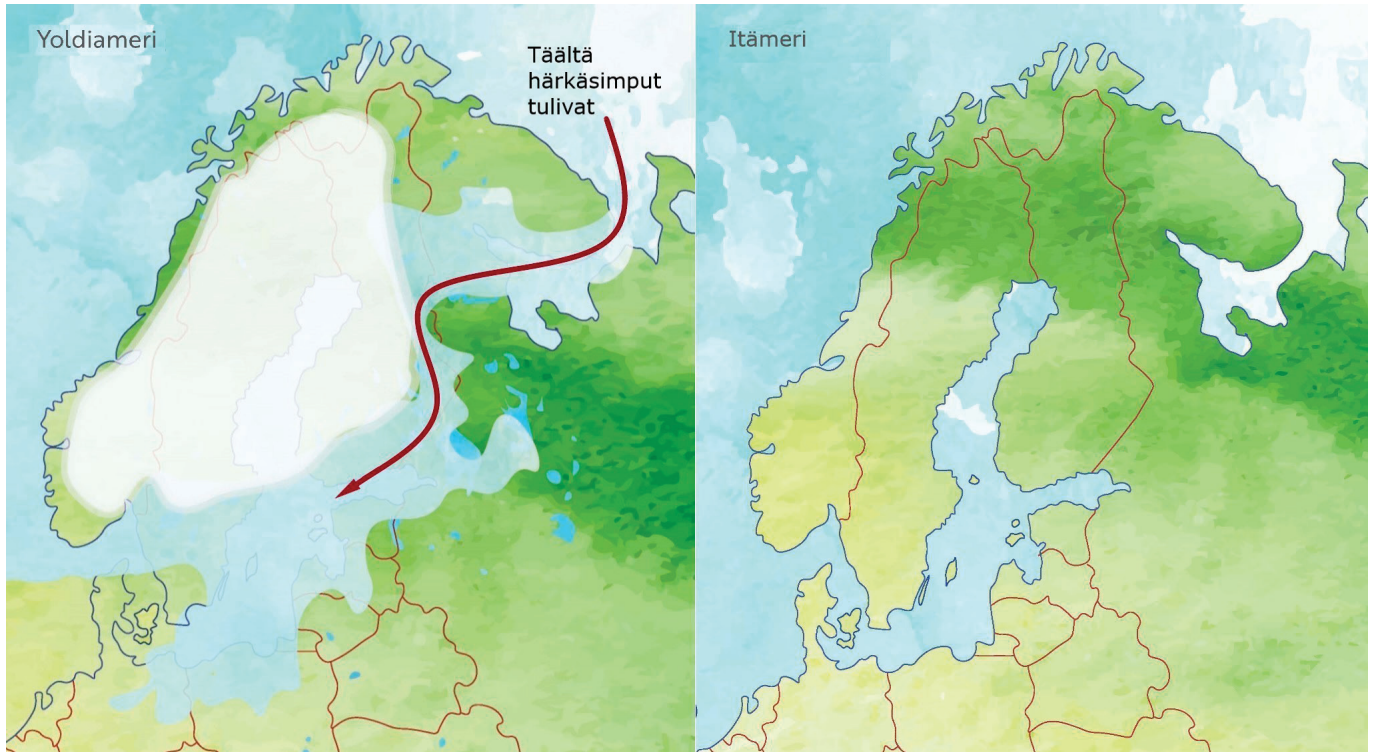 Yoldiameri
Täältä
härkäsimput
tulivat
Itämeri